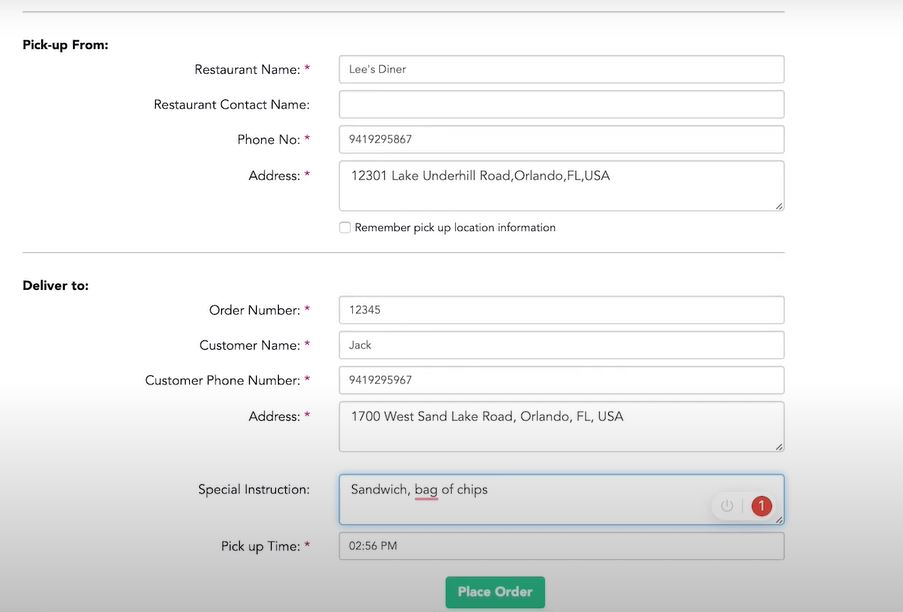 Pick-up From:
Restaurant Name: * Lee's Diner
Restaurant Contact Name:
Phone No: * 9419295867
Address: * 12301 Lake Underhill Road,Orlando,FL,USA
Remember pick up location information
Deliver to:
Order Number: * 12345
Customer Name: * Jack
Customer Phone Number: * 9419295967
Address: * 1700 West Sand Lake Road, Orlando, FL, USA
Special Instruction: Sandwich, bag of chips
1
Pick up Time: * 02:56 PM
Place Order